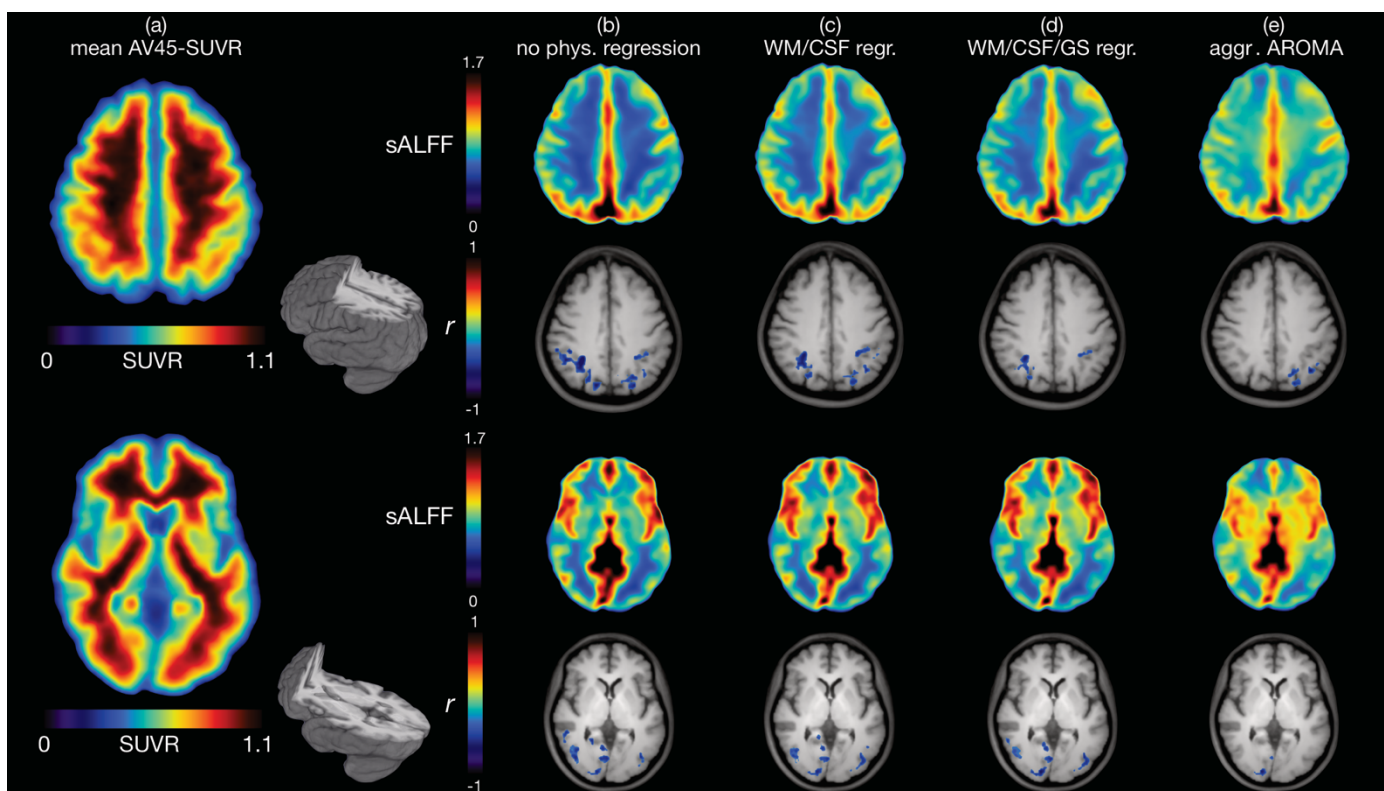 (a)
mean AV45-SUVR
(b)
no phys. regression
(c)
WM/CSF regr.
(d)
WM/CSF/GS regr.
(e)
aggr. AROMA
1.7
sALFF
0
1
r
-1
0
SUVR
1.1
1.7
sALFF
0
1
r
-1
0
SUVR
1.1